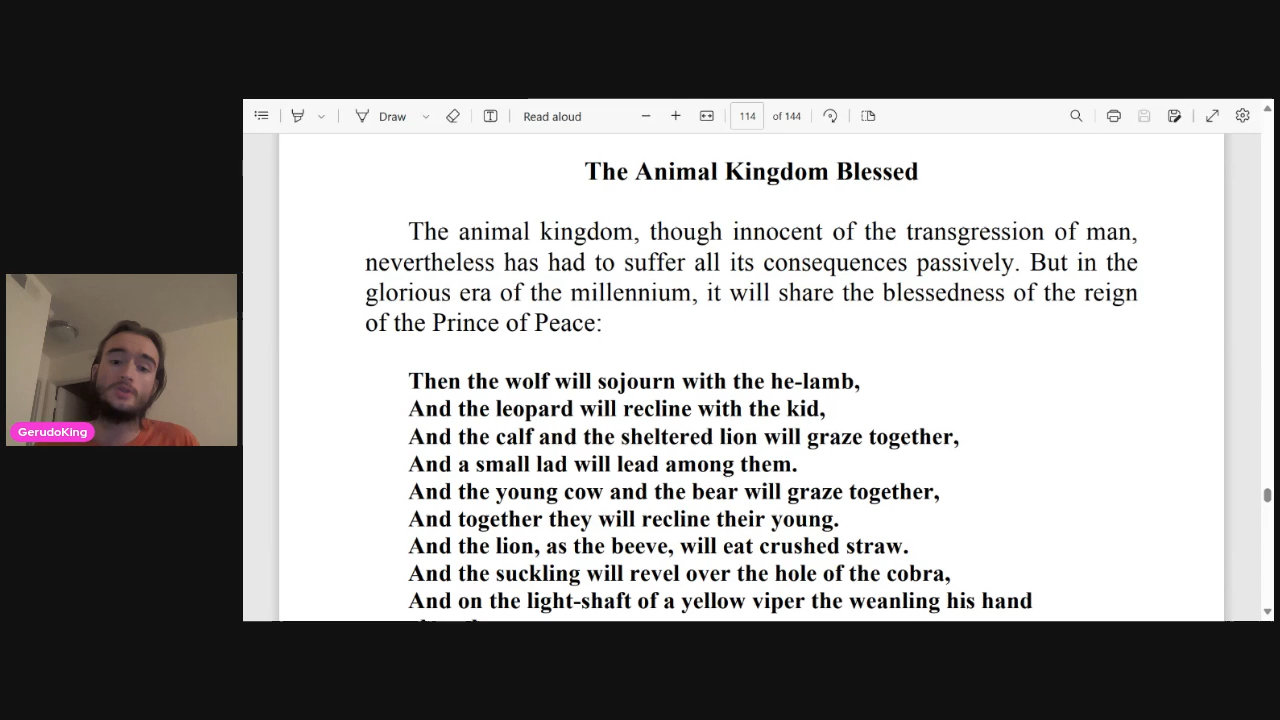 Draw
Read aloud
114 of 144
The Animal Kingdom Blessed
The animal kingdom, though innocent of the transgression of man,
nevertheless has had to suffer all its consequences passively. But in the
glorious era of the millennium, it will share the blessedness of the reign
of the Prince of Peace:
Then the wolf will sojourn with the he-lamb,
And the leopard will recline with the kid,
And the calf and the sheltered lion will graze together,
And a small lad will lead among them.
And the young cow and the bear will graze together,
And together they will recline their young.
And the lion, as the beeve, will eat crushed straw.
And the suckling will revel over the hole of the cobra,
And on the light-shaft of a yellow viper the weanling his hand
GerudoKing